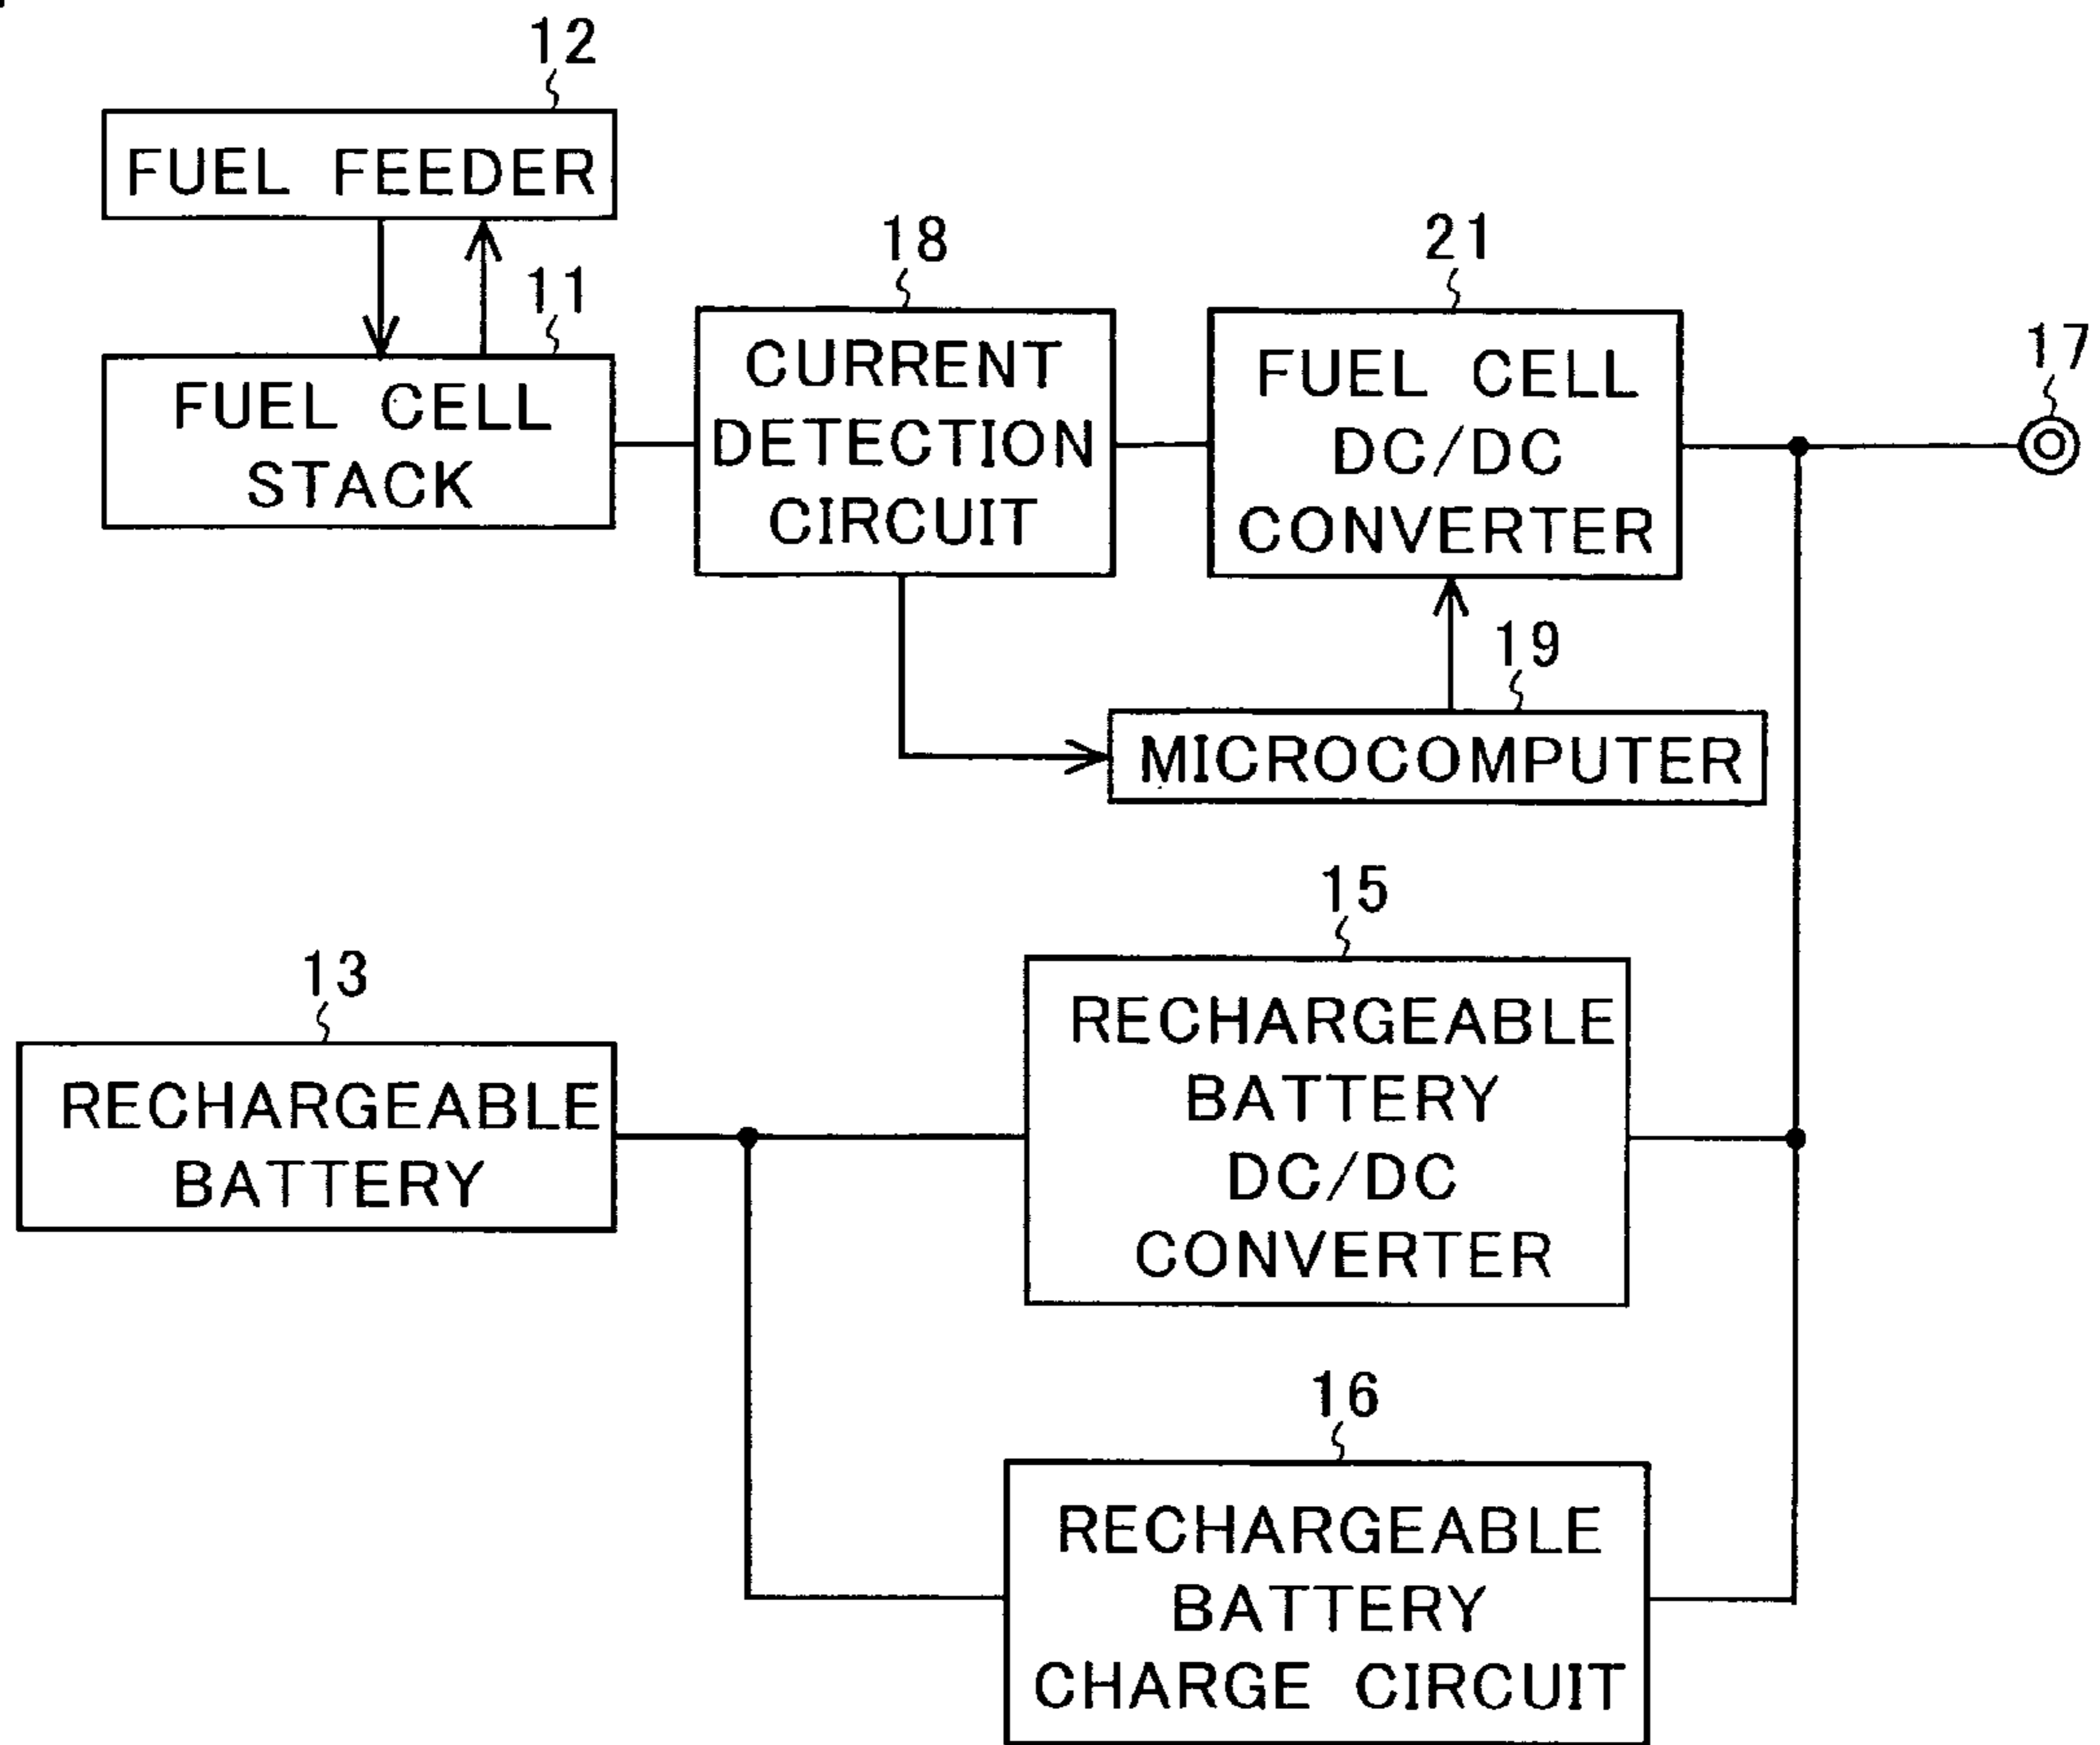 12
FUEL FEEDER
11
FUEL CELL
STACK
18
CURRENT
DETECTION
CIRCUIT
21
FUEL CELL
DC/DC
CONVERTER
17
19
MICROCOMPUTER
13
RECHARGEABLE
BATTERY
15
RECHARGEABLE
BATTERY
DC/DC
CONVERTER
16
RECHARGEABLE
BATTERY
CHARGE CIRCUIT